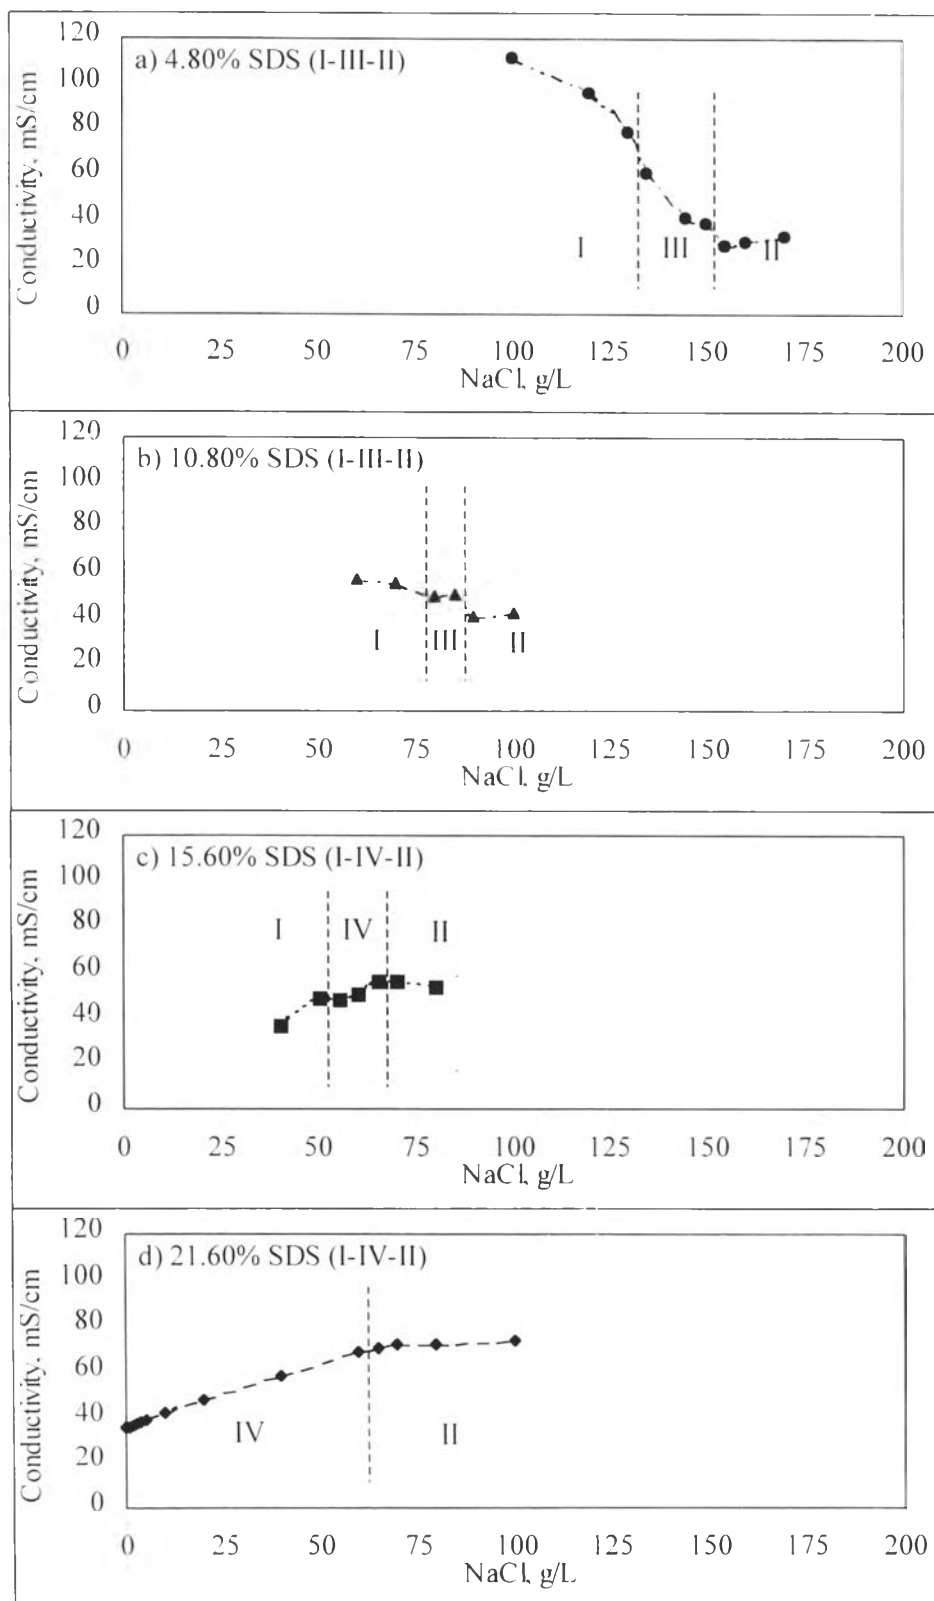 120
a) 4.80% SDS (I-III-II)
100
80
60
40
20
0
Conductivity, mS/cm
I
III
II
0 25 50 75 100 125 150 175 200
NaCl, g/L
120
b) 10.80% SDS (I-III-II)
100
80
60
40
20
0
Conductivity, mS/cm
I
III
II
0 25 50 75 100 125 150 175 200
NaCl, g/L
120
c) 15.60% SDS (I-IV-II)
100
80
60
40
20
0
Conductivity, mS/cm
I
IV
II
0 25 50 75 100 125 150 175 200
NaCl, g/L
120
d) 21.60% SDS (I-IV-II)
100
80
60
40
20
0
Conductivity, mS/cm
IV
II
0 25 50 75 100 125 150 175 200
NaCl, g/L